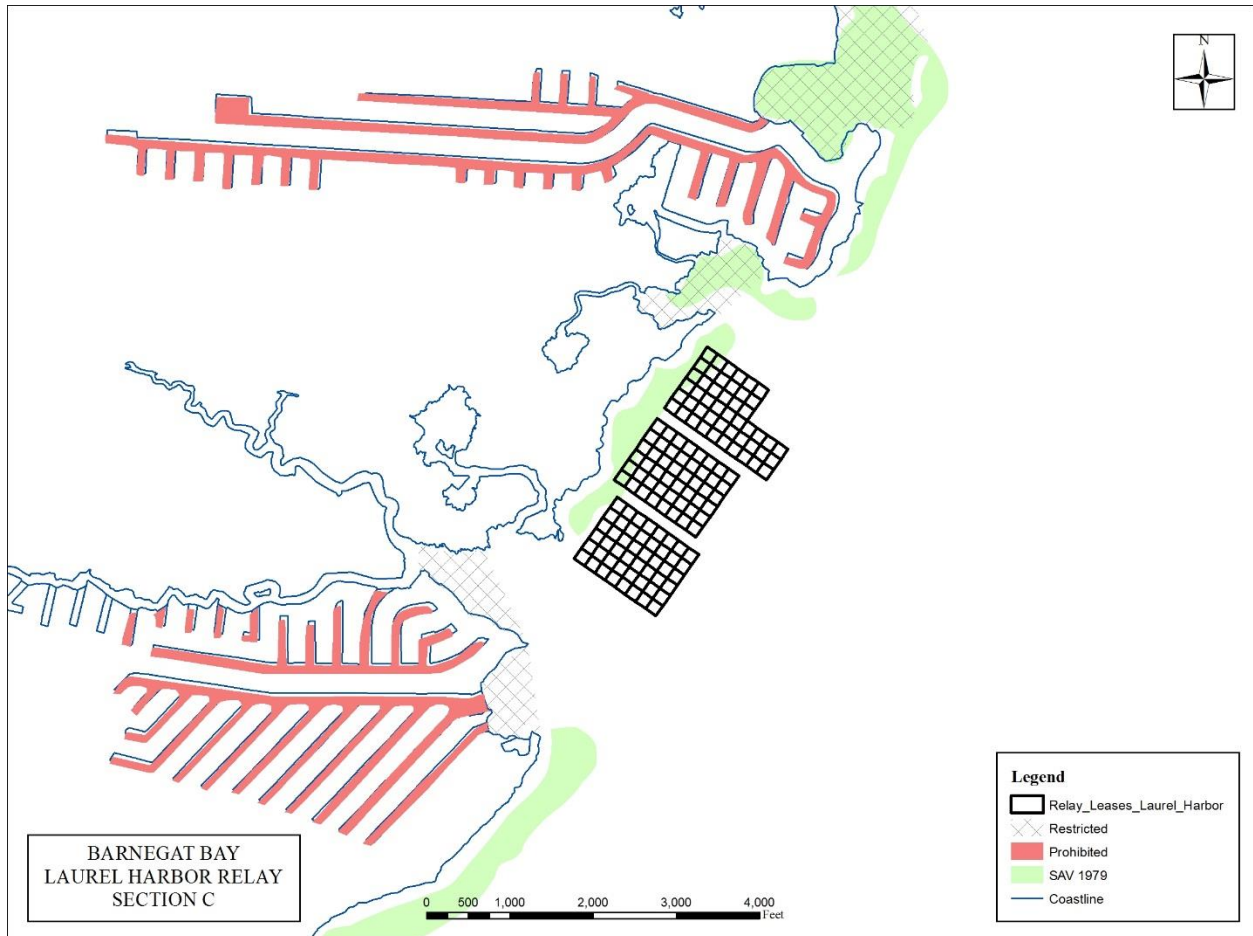 N
Legend
Relay_Leases_Laurel_Harbor
Restricted
Prohibited
SAV 1979
Coastline
BARNEGAT BAY
LAUREL HARBOR RELAY
SECTION C
0 500 1,000 2,000 3,000 4,000
Feet